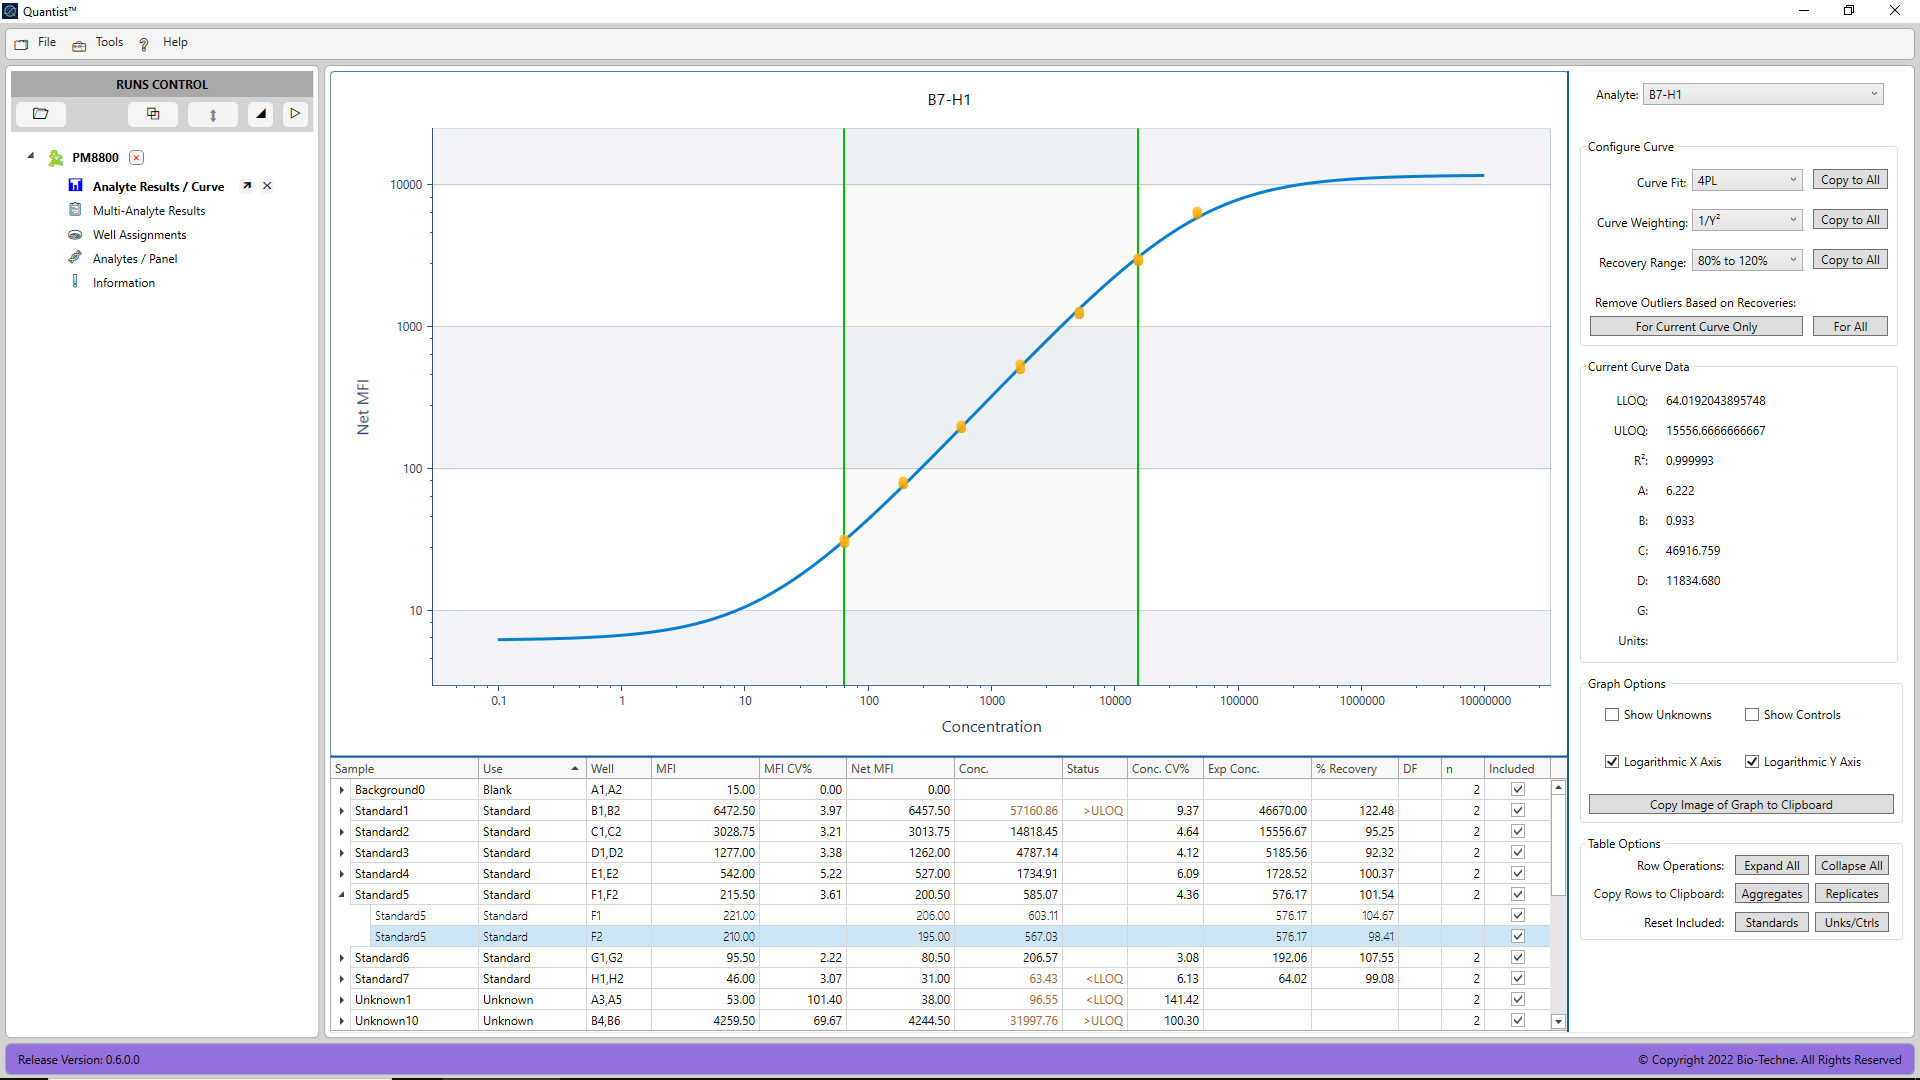 Quantist™
File Tools Help
RUNS CONTROL
PM8800
Analyte Results / Curve
Multi-Analyte Results
Well Assignments
Analytes / Panel
Information
B7-H1
10000
1000
100
10
Net MFI
0.1 1 10 100 1000 10000 100000 1000000 10000000
Concentration
Sample Use Well MFI MFI CV% Net MFI Conc. Status Conc. CV% Exp Conc. % Recovery DF n Included
Background0 Blank A1,A2 15.00 0.00 0.00 2
Standard1 Standard B1,B2 6472.50 3.97 6457.50 57160.86 >ULOQ 9.37 46670.00 122.48 2
Standard2 Standard C1,C2 3028.75 3.21 3013.75 14818.45 4.64 15556.67 95.25 2
Standard3 Standard D1,D2 1277.00 3.38 1262.00 4787.14 4.12 5185.56 92.32 2
Standard4 Standard E1,E2 542.00 5.22 527.00 1734.91 6.09 1728.52 100.37 2
Standard5 Standard F1,F2 215.50 3.61 200.50 585.07 4.36 576.17 101.54 2
Standard5 Standard F1 221.00 206.00 603.11 576.17 104.67
Standard5 Standard F2 210.00 195.00 567.03 576.17 98.41
Standard6 Standard G1,G2 95.50 2.22 80.50 206.57 3.08 192.06 107.55 2
Standard7 Standard H1,H2 46.00 3.07 31.00 63.43 <LLOQ 6.13 64.02 99.08 2
Unknown1 Unknown A3,A5 53.00 101.40 38.00 96.55 <LLOQ 141.42 2
Unknown10 Unknown B4,B6 4259.50 69.67 4244.50 31997.76 >ULOQ 100.30 2
Analyte: B7-H1
Configure Curve
Curve Fit: 4PL Copy to All
Curve Weighting: 1/Y² Copy to All
Recovery Range: 80% to 120% Copy to All
Remove Outliers Based on Recoveries:
For Current Curve Only For All
Current Curve Data
LLOQ: 64.0192043895748
ULOQ: 15556.6666666667
R²: 0.999993
A: 6.222
B: 0.933
C: 46916.759
D: 11834.680
G:
Units:
Graph Options
Show Unknowns Show Controls
Logarithmic X Axis Logarithmic Y Axis
Copy Image of Graph to Clipboard
Table Options
Row Operations: Expand All Collapse All
Copy Rows to Clipboard: Aggregates Replicates
Reset Included: Standards Unks/Ctrls
Release Version: 0.6.0.0
© Copyright 2022 Bio-Techne. All Rights Reserved